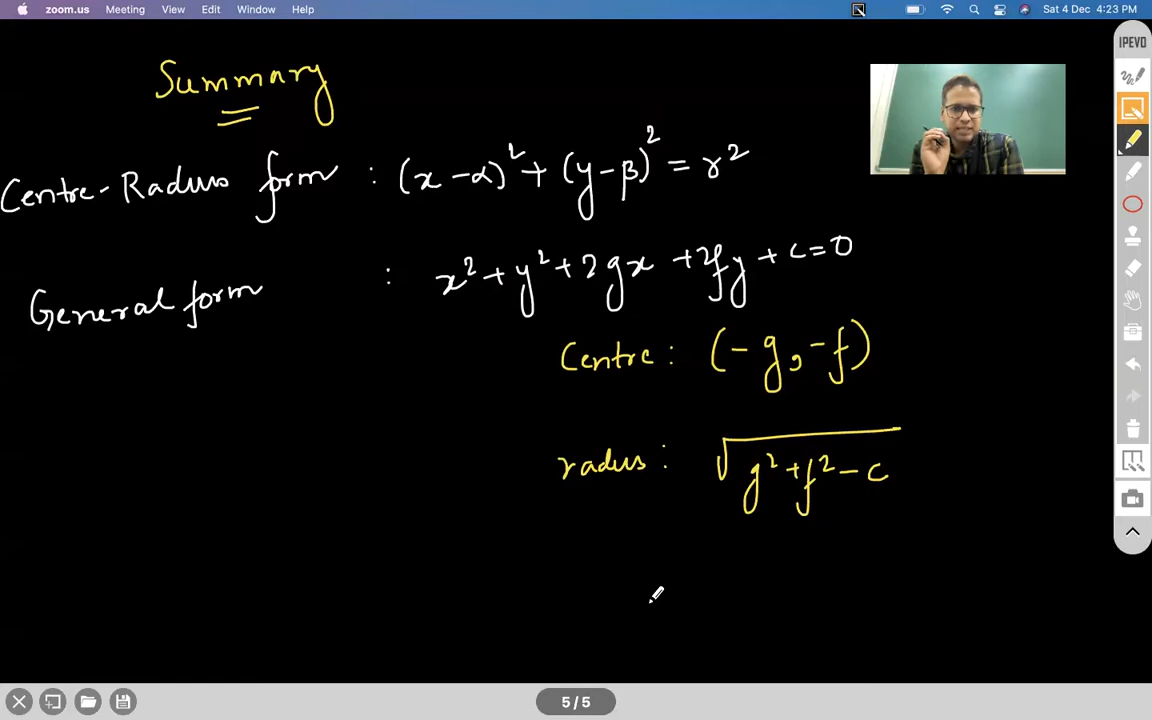 zoom.us Meeting View Edit Window Help Sat 4 Dec 4:23 PM
IPEVO
Summary
Centre-Radius form : (x-α)² + (y-β)² = r²
General form : x² + y² + 2gx + 2fy + c = 0
Centre : (-g, -f)
radius : √(g² + f² - c)
5/5